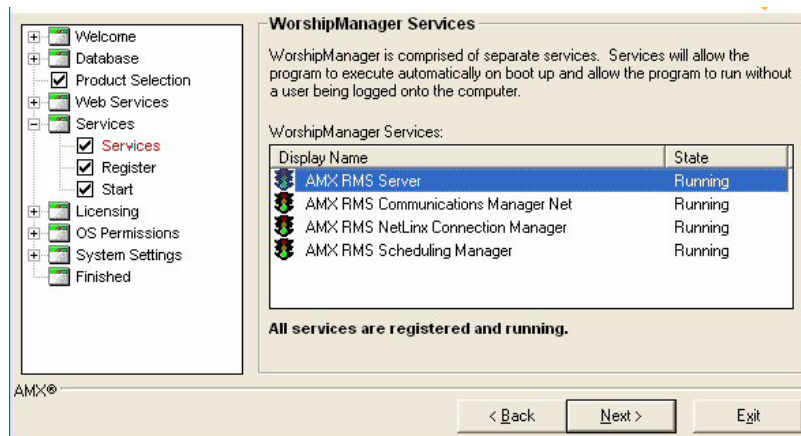 Welcome
Database
Product Selection
Web Services
Services
Services
Register
Start
Licensing
OS Permissions
System Settings
Finished
WorshipManager Services
WorshipManager is comprised of separate services.  Services will allow the
program to execute automatically on boot up and allow the program to run without
a user being logged onto the computer.
WorshipManager Services:
Display Name State
AMX RMS Server Running
AMX RMS Communications Manager Net Running
AMX RMS NetLinx Connection Manager Running
AMX RMS Scheduling Manager Running
All services are registered and running.
AMX®
< Back Next > Exit